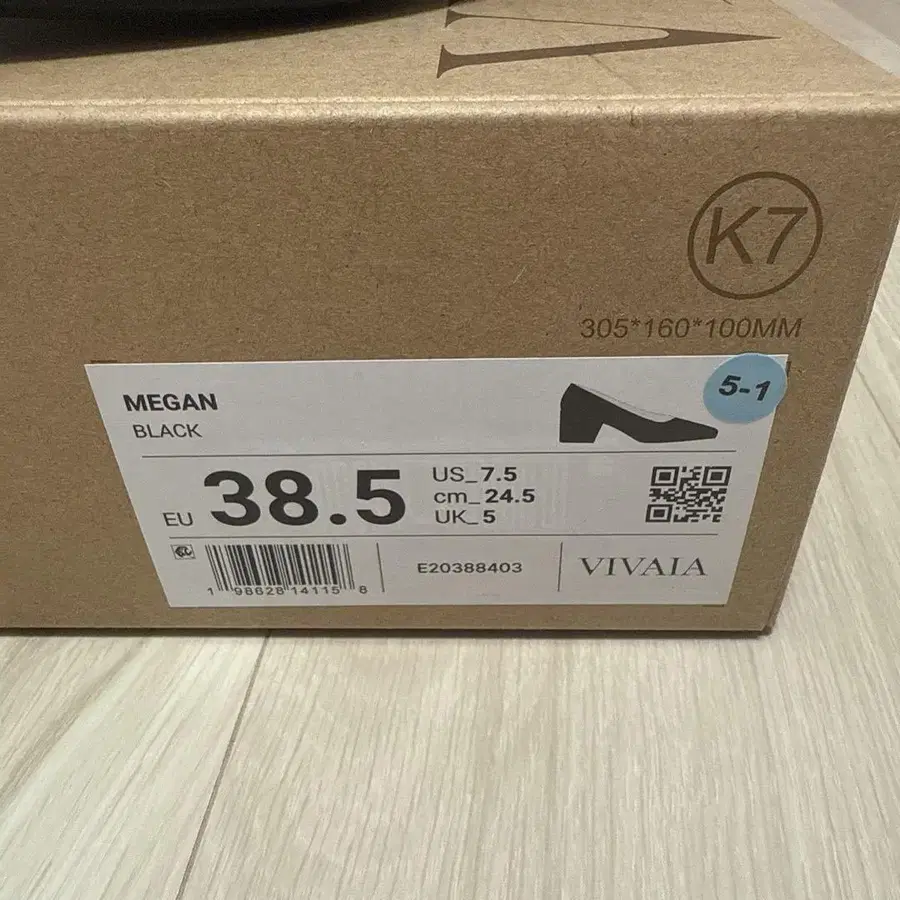 K7
305*160*100MM
5-1
MEGAN
BLACK
EU 38.5
US_7.5
cm_24.5
UK_5
1 98628 14115 8
E20388403
VIVAIA